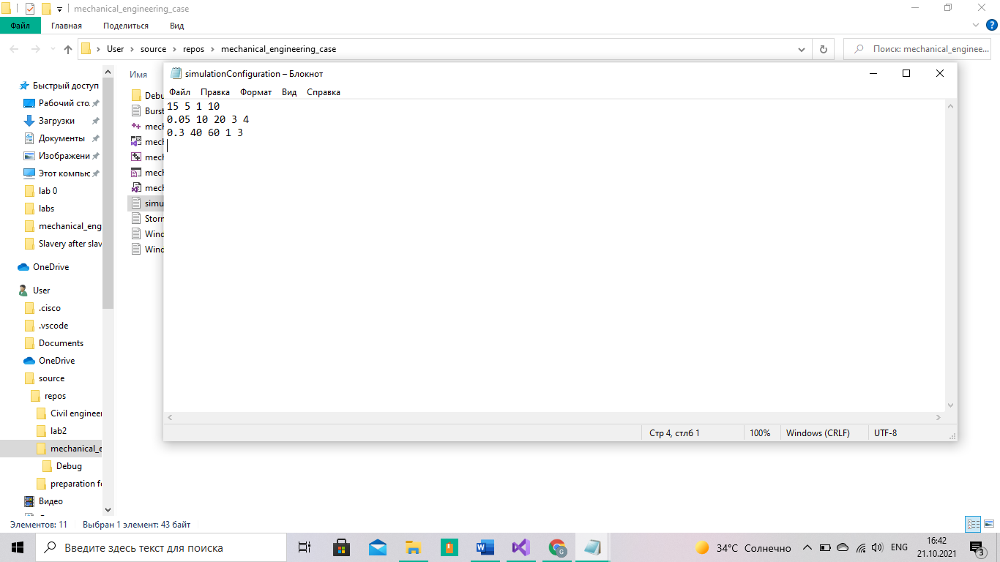 mechanical_engineering_case
Файл Главная Поделиться Вид
User source repos mechanical_engineering_case
Поиск: mechanical_enginee...
Быстрый доступ
Рабочий сто.
Загрузки
Документы
Изображени
Этот компьк
lab 0
labs
mechanical_eng
Slavery after slav
OneDrive
User
.cisco
.vscode
Documents
OneDrive
source
repos
Civil engineer
lab2
mechanical_e
Debug
preparation f
Видео
Имя
Debu
Burst
mech
mech
mech
mech
mech
simu
Storn
Wind
Wind
simulationConfiguration – Блокнот
Файл Правка Формат Вид Справка
15 5 1 10
0.05 10 20 3 4
0.3 40 60 1 3
Стр 4, стлб 1 100% Windows (CRLF) UTF-8
Элементов: 11 Выбран 1 элемент: 43 байт
Введите здесь текст для поиска
34°C Солнечно
ENG
16:42
21.10.2021
3